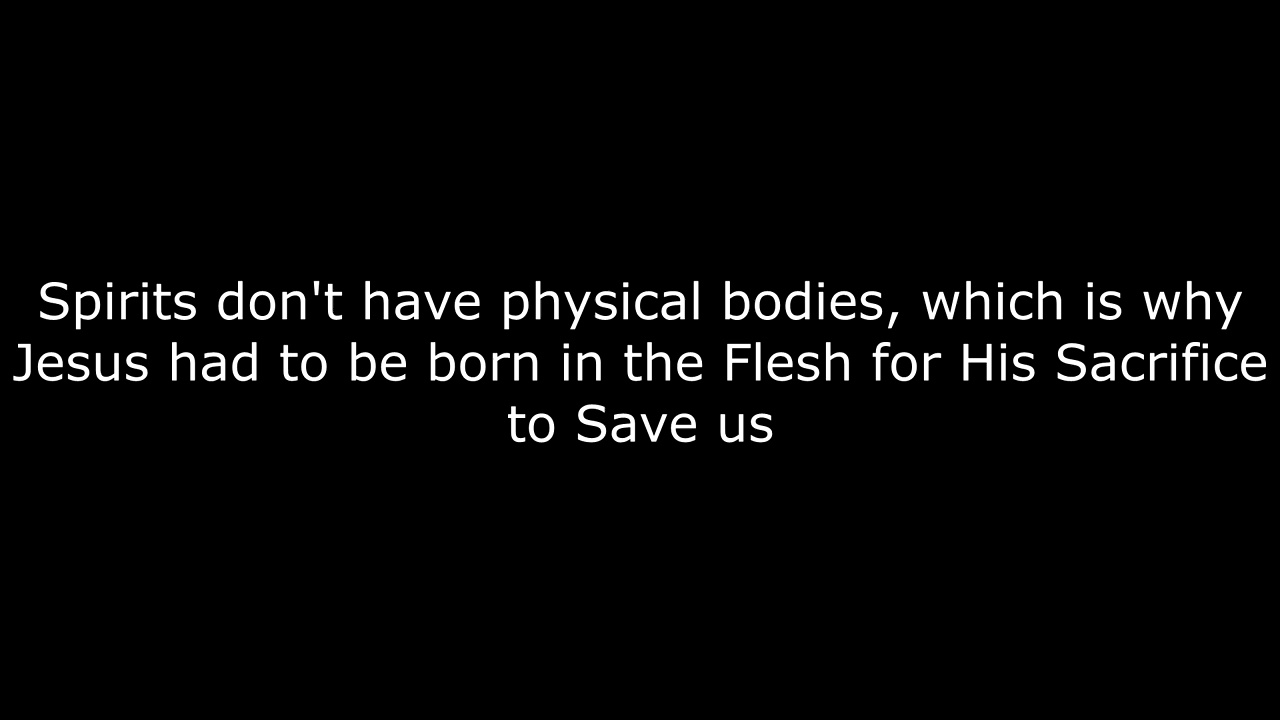 Spirits don't have physical bodies, which is why
Jesus had to be born in the Flesh for His Sacrifice
to Save us